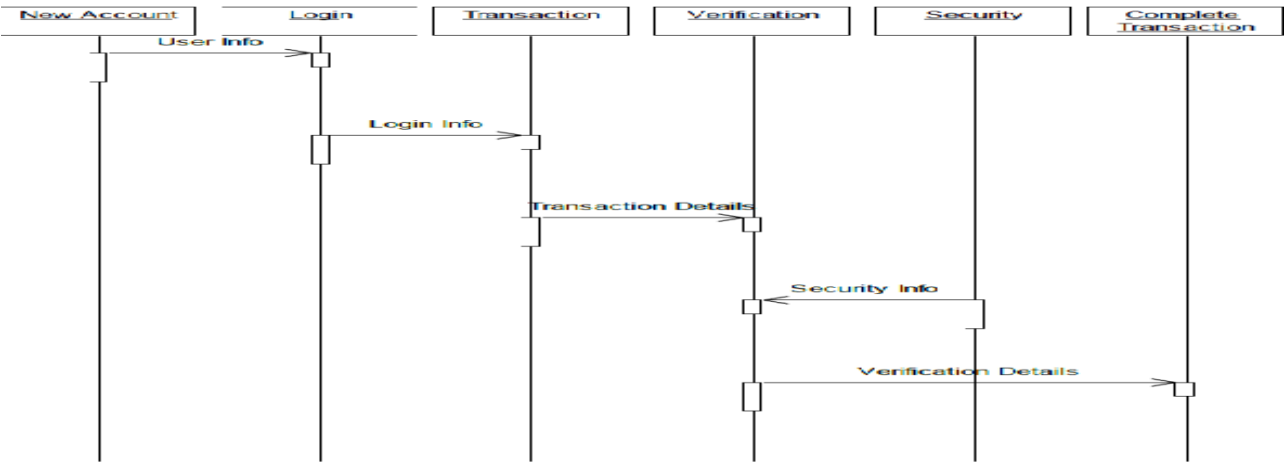 New Account
Login
Transaction
Verification
Security
Complete
Transaction
User Info
Login Info
Transaction Details
Security Info
Verification Details